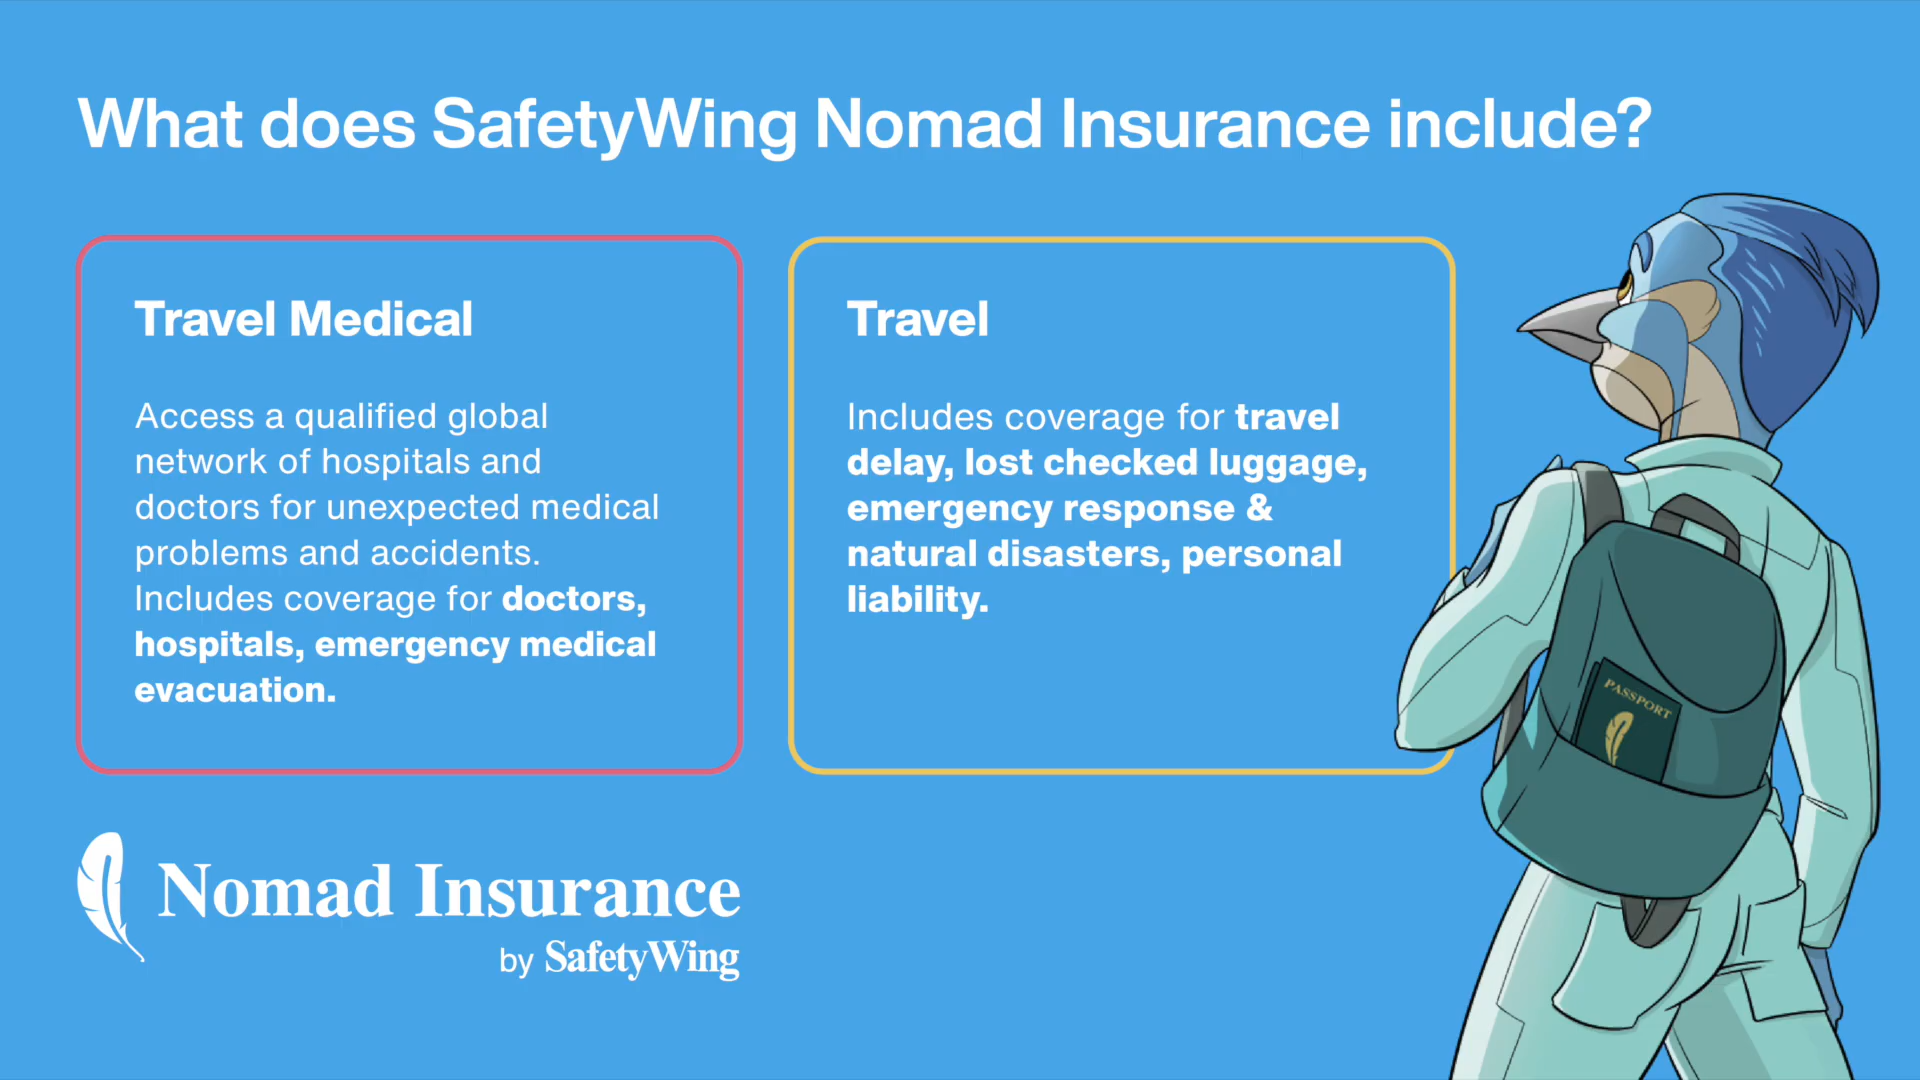 What does SafetyWing Nomad Insurance include?
Travel Medical
Access a qualified global
network of hospitals and
doctors for unexpected medical
problems and accidents.
Includes coverage for doctors,
hospitals, emergency medical
evacuation.
Travel
Includes coverage for travel
delay, lost checked luggage,
emergency response &
natural disasters, personal
liability.
PASSPORT
Nomad Insurance
by SafetyWing